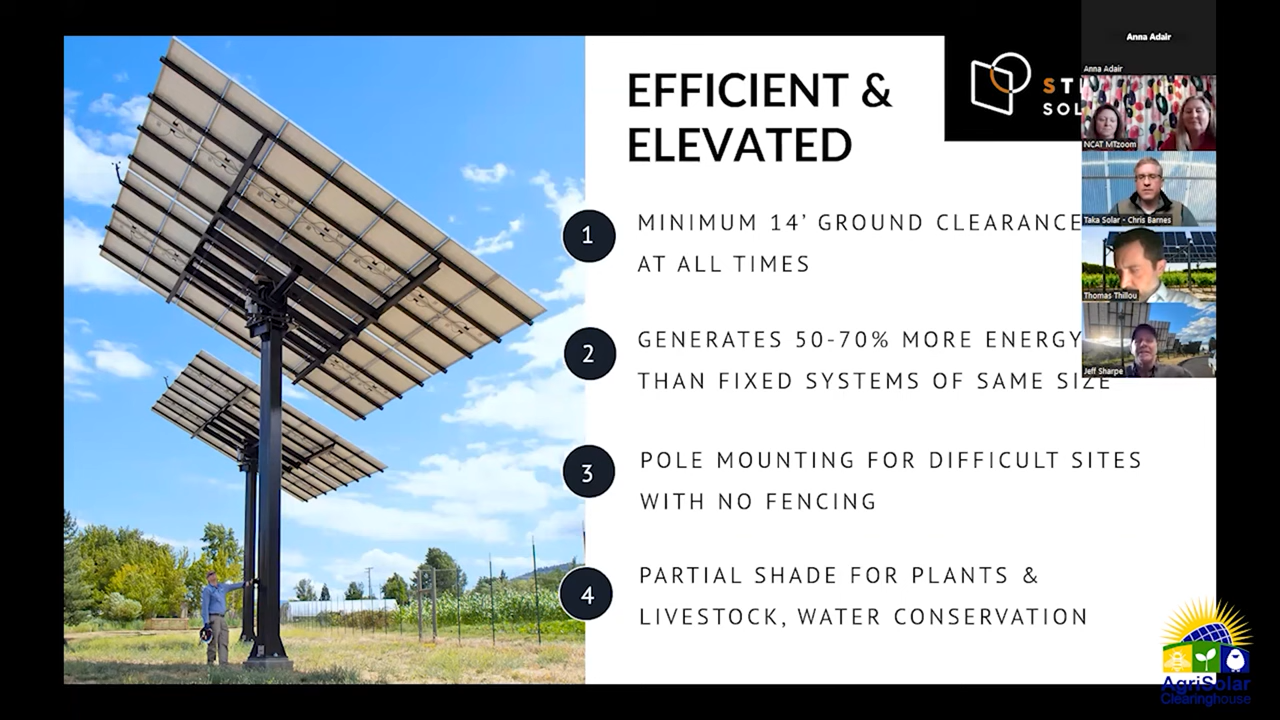 EFFICIENT &
ELEVATED
1
MINIMUM 14' GROUND CLEARANCE
AT ALL TIMES
2
GENERATES 50-70% MORE ENERGY
THAN FIXED SYSTEMS OF SAME SIZE
3
POLE MOUNTING FOR DIFFICULT SITES
WITH NO FENCING
4
PARTIAL SHADE FOR PLANTS &
LIVESTOCK, WATER CONSERVATION
Anna Adair
Anna Adair
NCAT MTzoom
Taka Solar - Chris Barnes
Thomas Thillou
Jeff Sharpe
AgriSolar
Clearinghouse